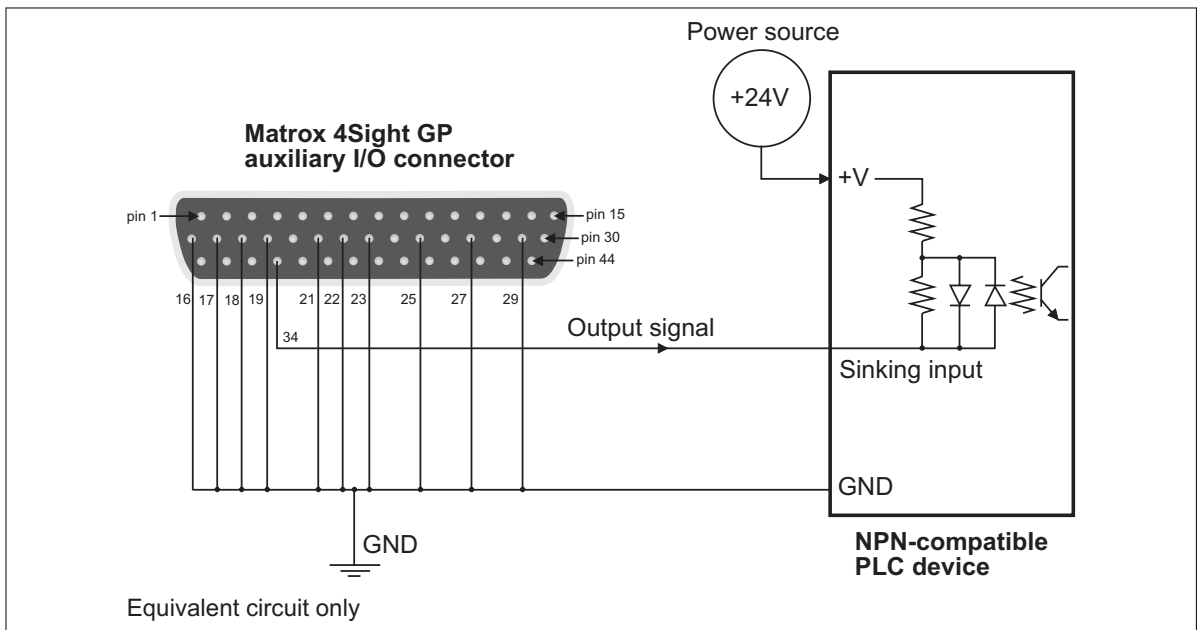 Power source
+24V
Matrox 4Sight GP
auxiliary I/O connector
+V
pin 1
pin 15
pin 30
pin 44
16 17 18 19 21 22 23 25 27 29
34
Output signal
Sinking input
GND
GND
NPN-compatible
PLC device
Equivalent circuit only